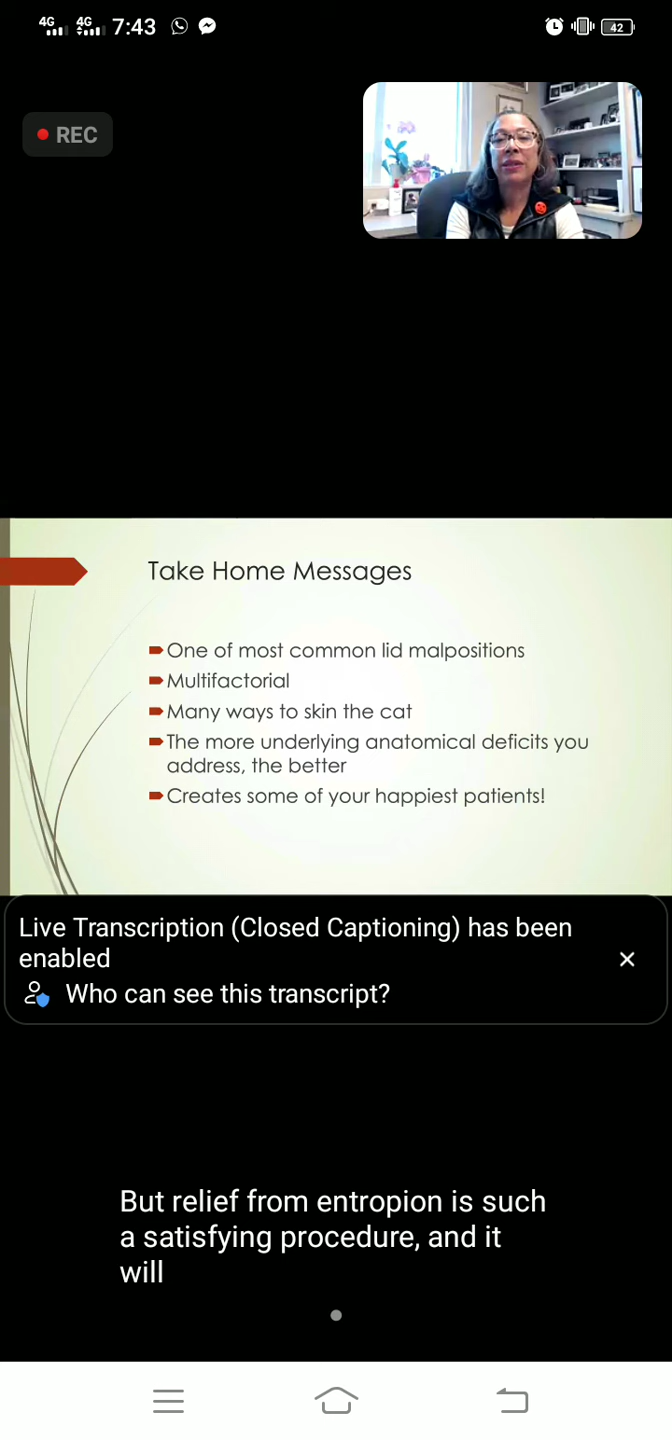 4G 4G 7:43 42
REC
Take Home Messages
One of most common lid malpositions
Multifactorial
Many ways to skin the cat
The more underlying anatomical deficits you
address, the better
Creates some of your happiest patients!
Live Transcription (Closed Captioning) has been
enabled
Who can see this transcript?
But relief from entropion is such
a satisfying procedure, and it
will